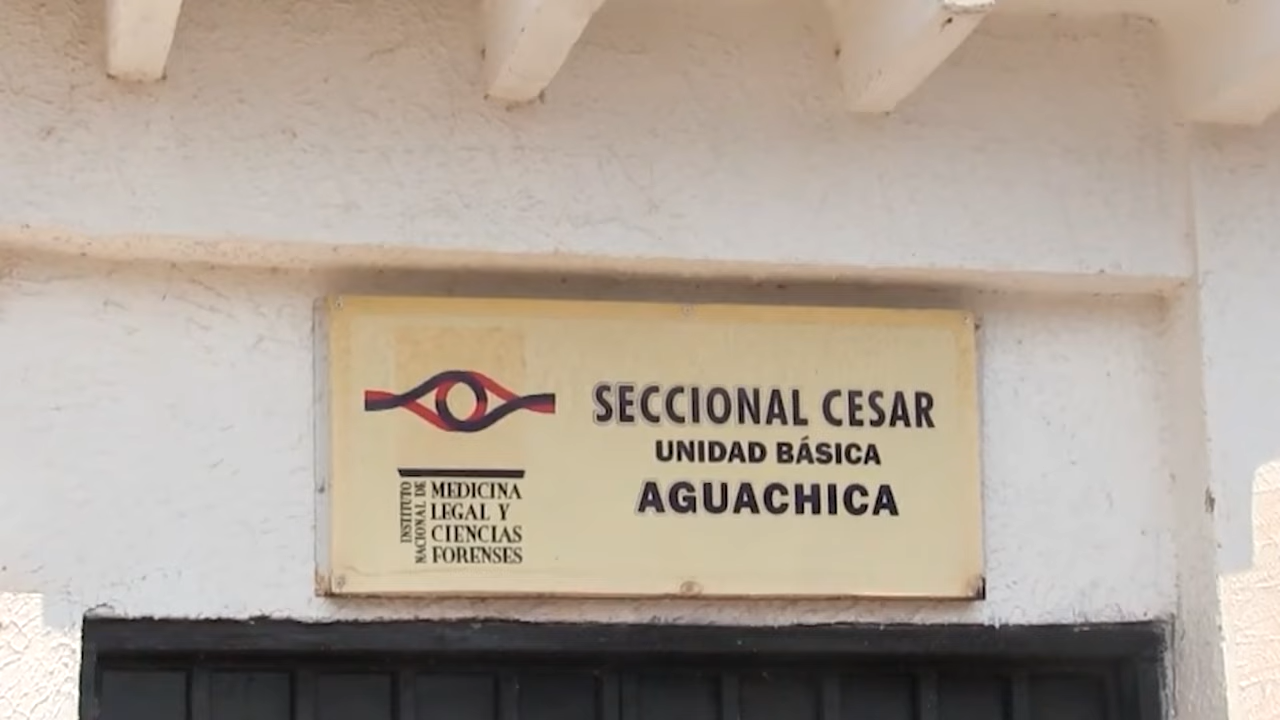 INSTITUTO
NACIONAL DE
MEDICINA
LEGAL Y
CIENCIAS
FORENSES
SECCIONAL CESAR
UNIDAD BÁSICA
AGUACHICA